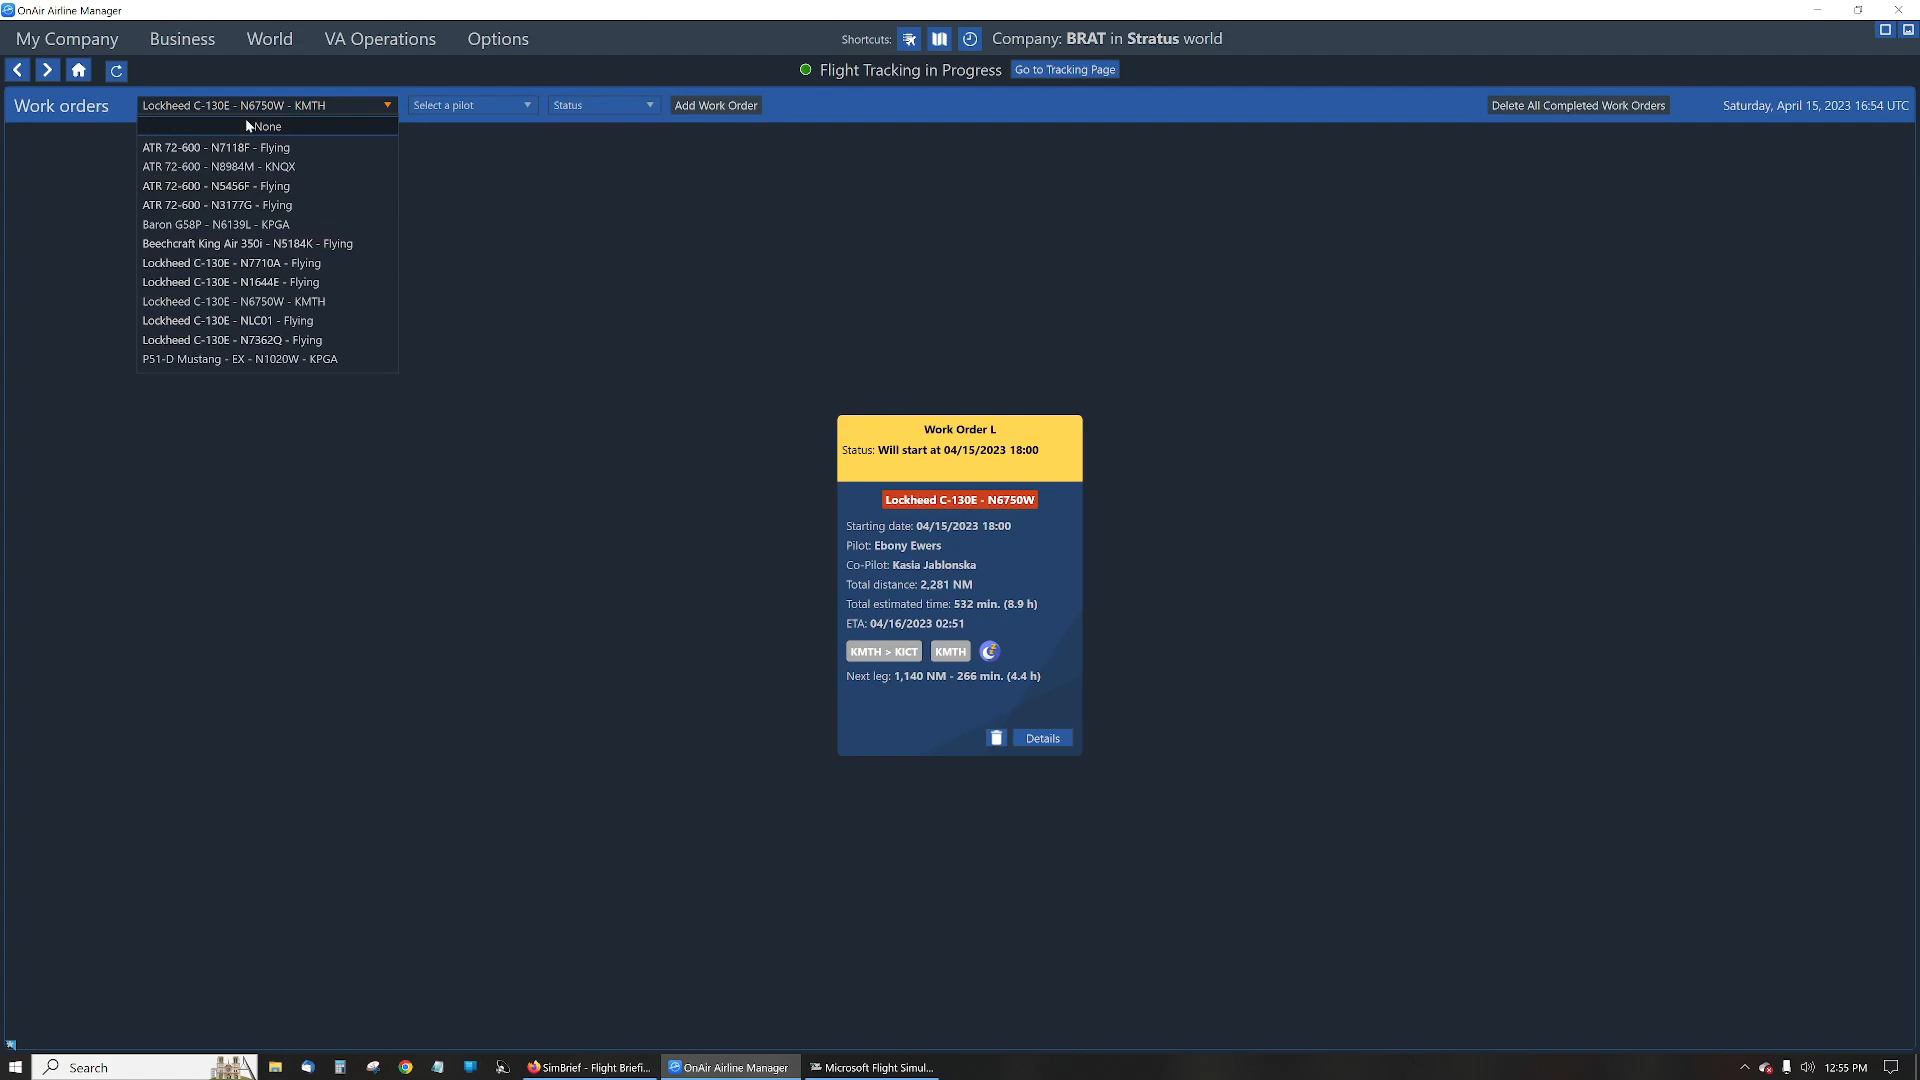 OnAir Airline Manager
My Company Business World VA Operations Options Shortcuts: Company: BRAT in Stratus world
Flight Tracking in Progress Go to Tracking Page
Work orders Lockheed C-130E - N6750W - KMTH Select a pilot Status Add Work Order Delete All Completed Work Orders Saturday, April 15, 2023 16:54 UTC
None
ATR 72-600 - N7118F - Flying
ATR 72-600 - N8984M - KNQX
ATR 72-600 - N5456F - Flying
ATR 72-600 - N3177G - Flying
Baron G58P - N6139L - KPGA
Beechcraft King Air 350i - N5184K - Flying
Lockheed C-130E - N7710A - Flying
Lockheed C-130E - N1644E - Flying
Lockheed C-130E - N6750W - KMTH
Lockheed C-130E - NLC01 - Flying
Lockheed C-130E - N7362Q - Flying
P51-D Mustang - EX - N1020W - KPGA
Work Order L
Status: Will start at 04/15/2023 18:00
Lockheed C-130E - N6750W
Starting date: 04/15/2023 18:00
Pilot: Ebony Ewers
Co-Pilot: Kasia Jablonska
Total distance: 2,281 NM
Total estimated time: 532 min. (8.9 h)
ETA: 04/16/2023 02:51
KMTH > KICT KMTH
Next leg: 1,140 NM - 266 min. (4.4 h)
Details
Search SimBrief - Flight Briefi... OnAir Airline Manager Microsoft Flight Simul... 12:55 PM